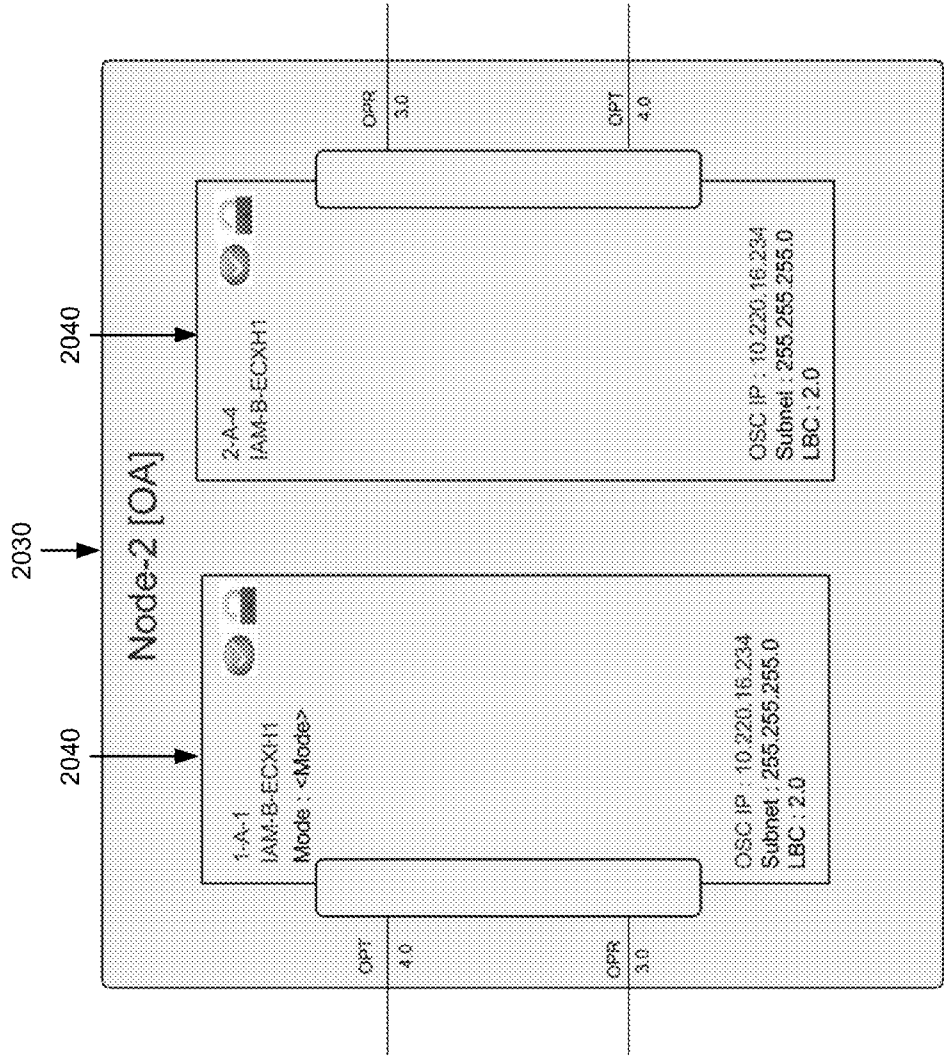 2030
2040
2040
Node-2 [OA]
1-A-1
IAM-B-ECXH1
Mode : <Mode>
2-A-4
IAM-B-ECXH1
OPT
4.0
OPR
3.0
OPR
3.0
OPT
4.0
OSC IP : 10.220.16.234
Subnet : 255.255.255.0
LBC : 2.0
OSC IP : 10.220.16.234
Subnet : 255.255.255.0
LBC : 2.0